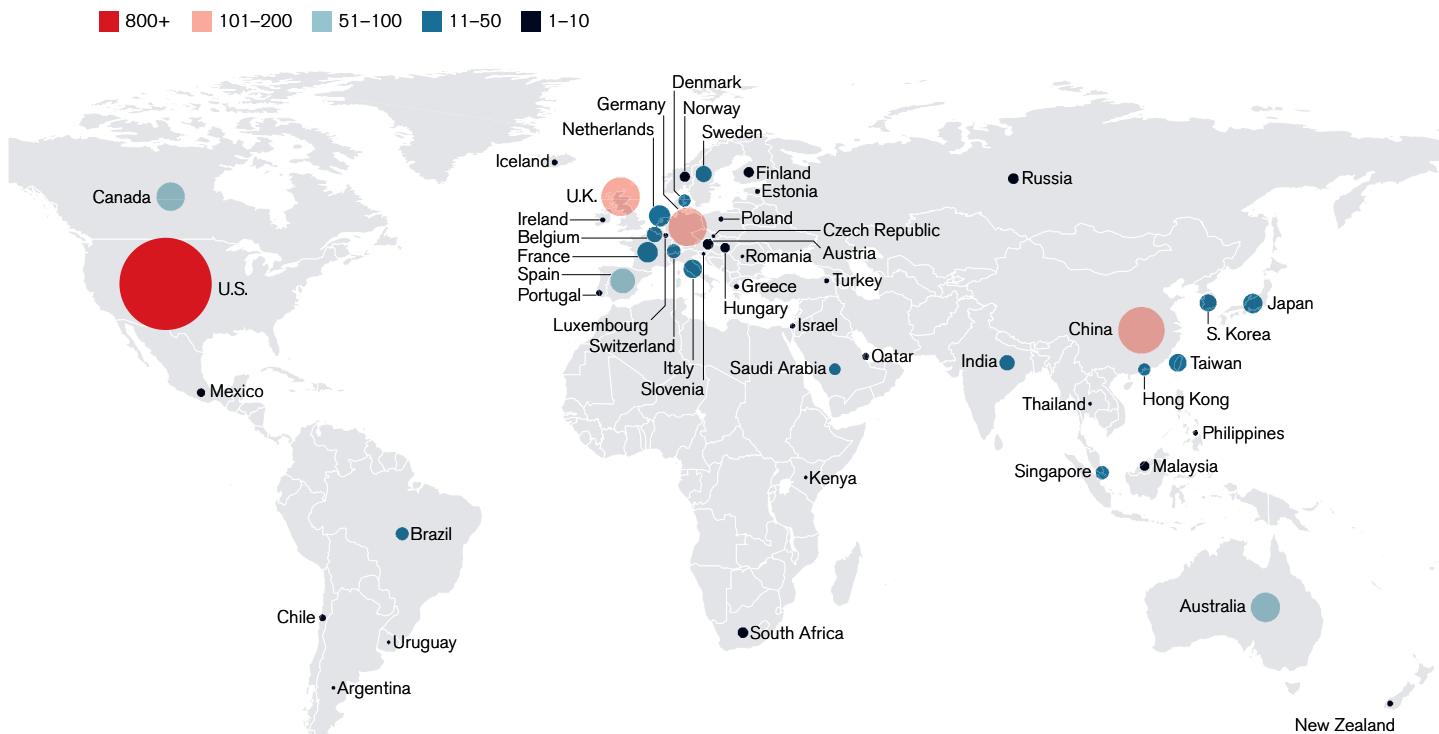 800+ 101–200 51–100 11–50 1–10
Denmark
Germany Norway
Netherlands Sweden
Iceland Finland Russia
Canada U.K. Estonia
Ireland Poland
Belgium Czech Republic
France Romania Austria
Spain Turkey
U.S. Portugal Greece Japan
Hungary
Luxembourg Israel China S. Korea
Switzerland Qatar
Italy Saudi Arabia India Taiwan
Slovenia
Mexico Thailand Hong Kong
Philippines
Singapore Malaysia
Kenya
Brazil
Australia
Chile South Africa
Uruguay
Argentina
New Zealand